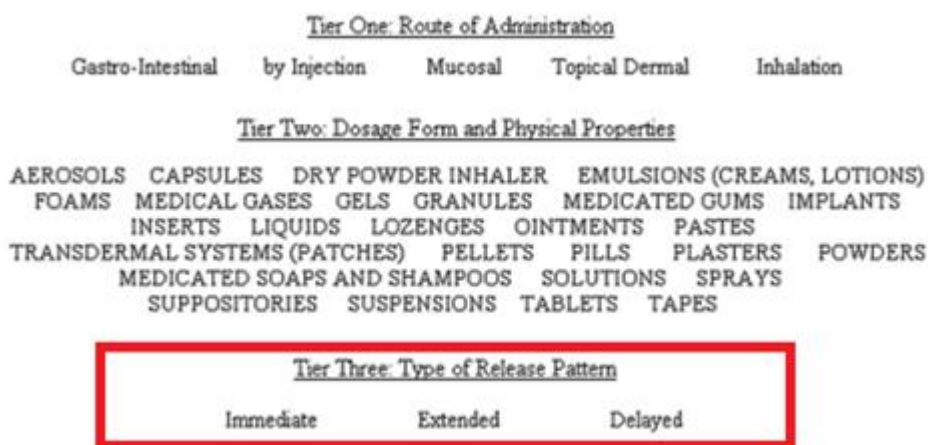 Tier One: Route of Administration
Gastro-Intestinal by Injection Mucosal Topical Dermal Inhalation
Tier Two: Dosage Form and Physical Properties
AEROSOLS CAPSULES DRY POWDER INHALER EMULSIONS (CREAMS, LOTIONS)
FOAMS MEDICAL GASES GELS GRANULES MEDICATED GUMS IMPLANTS
INSERTS LIQUIDS LOZENGES OINTMENTS PASTES
TRANSDERMAL SYSTEMS (PATCHES) PELLETS PILLS PLASTERS POWDERS
MEDICATED SOAPS AND SHAMPOOS SOLUTIONS SPRAYS
SUPPOSITORIES SUSPENSIONS TABLETS TAPES
Tier Three: Type of Release Pattern
Immediate Extended Delayed